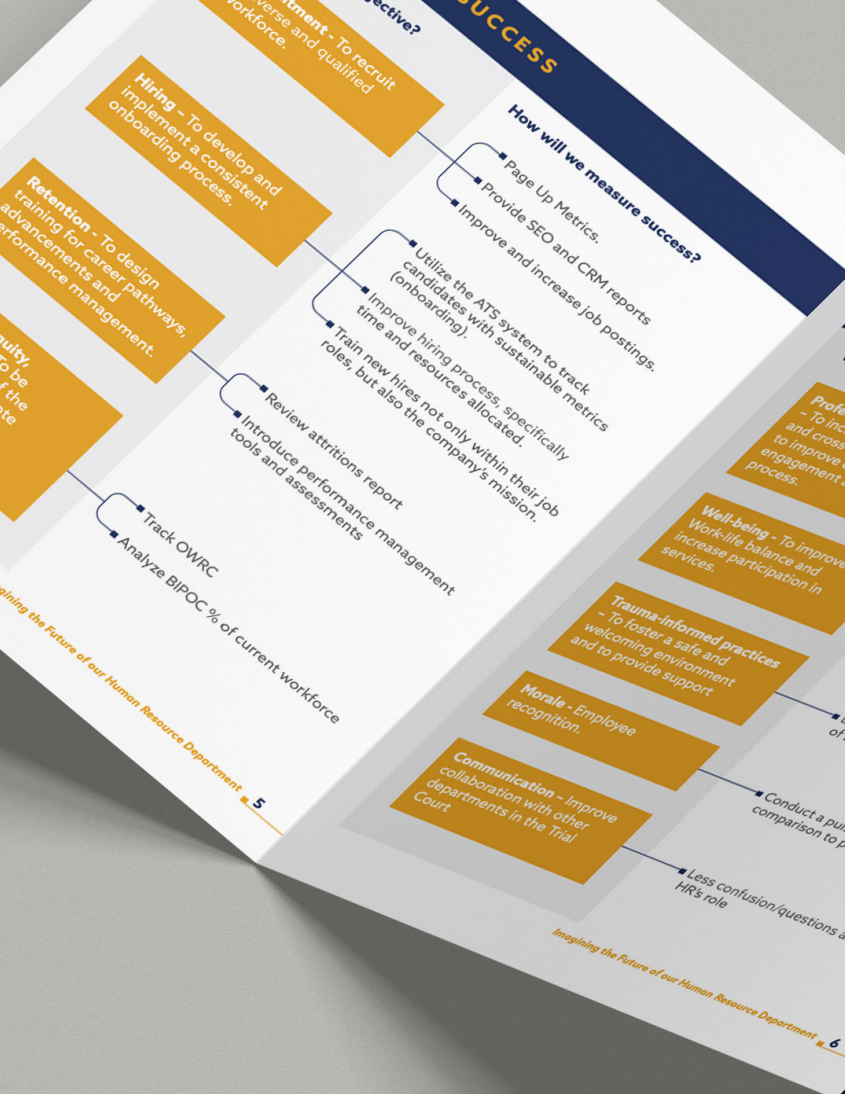 SUCCESS
jective?
tment - To recruit
verse and qualified
workforce.
Hiring – To develop and
implement a consistent
onboarding process.
Retention - To design
training for career pathways,
advancements and
erformance management.
quity,
To be
of the
ote
How will we measure success?
Page Up Metrics.
Provide SEO and CRM reports
Improve and increase job postings.
Utilize the ATS system to track
candidates with sustainable metrics
(onboarding).
Improve hiring process, specifically
time and resources allocated.
Train new hires not only within their job
roles, but also the company's mission.
Review attritions report
Introduce performance management
tools and assessments
Track OWRC
Analyze BIPOC % of current workforce
gining the Future of our Human Resource Department
5
Profe
– To inc
and cross
to improve
engagement
process.
Well-being - To improve
Work-life balance and
increase participation in
services.
Trauma-informed practices
– To foster a safe and
welcoming environment
and to provide support
Morale - Employee
recognition.
Communication – Improve
collaboration with other
departments in the Trial
Court
of
Conduct a pul
comparison to p
Less confusion/questions a
HR's role
Imagining the Future of our Human Resource Department
6